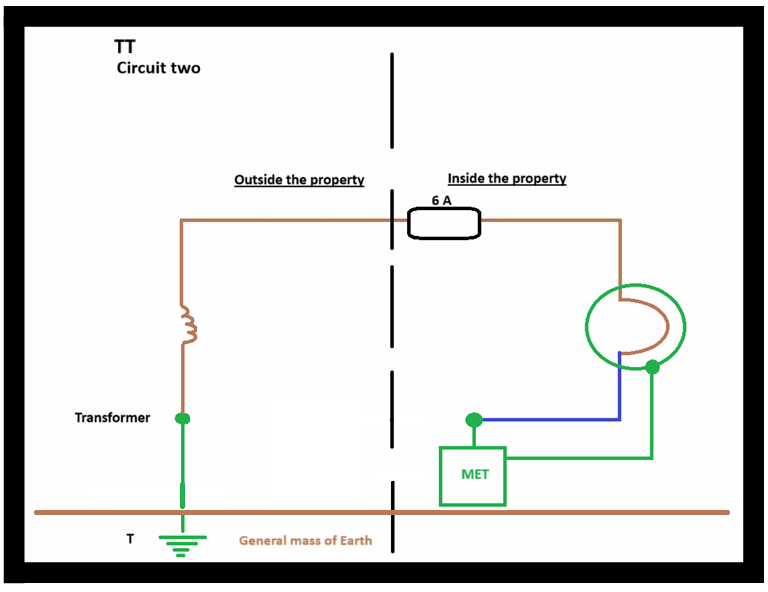 TT
Circuit two
Outside the property
Inside the property
6 A
Transformer
MET
T
General mass of Earth